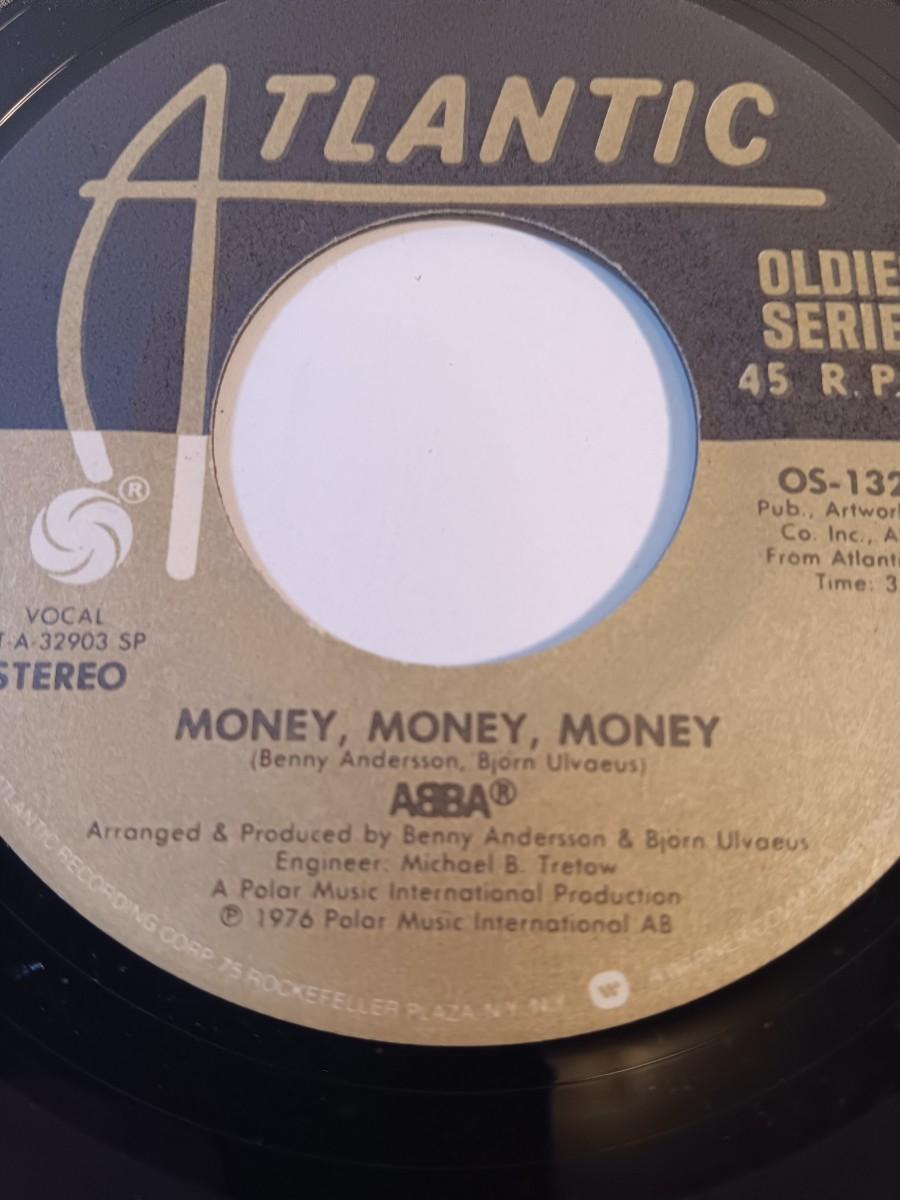 ATLANTIC
OLDIE
SERIE
45 R.P.
OS-132
Pub., Artwor
Co. Inc., A
From Atlant
Time: 3
®
VOCAL
T-A-32903 SP
STEREO
MONEY, MONEY, MONEY
(Benny Andersson, Bjorn Ulvaeus)
ABBA®
Arranged & Produced by Benny Andersson & Bjorn Ulvaeus
Engineer: Michael B. Tretow
A Polar Music International Production
℗ 1976 Polar Music International AB
ATLANTIC RECORDING CORP. 75 ROCKEFELLER PLAZA, N.Y. N.Y. A WARNER